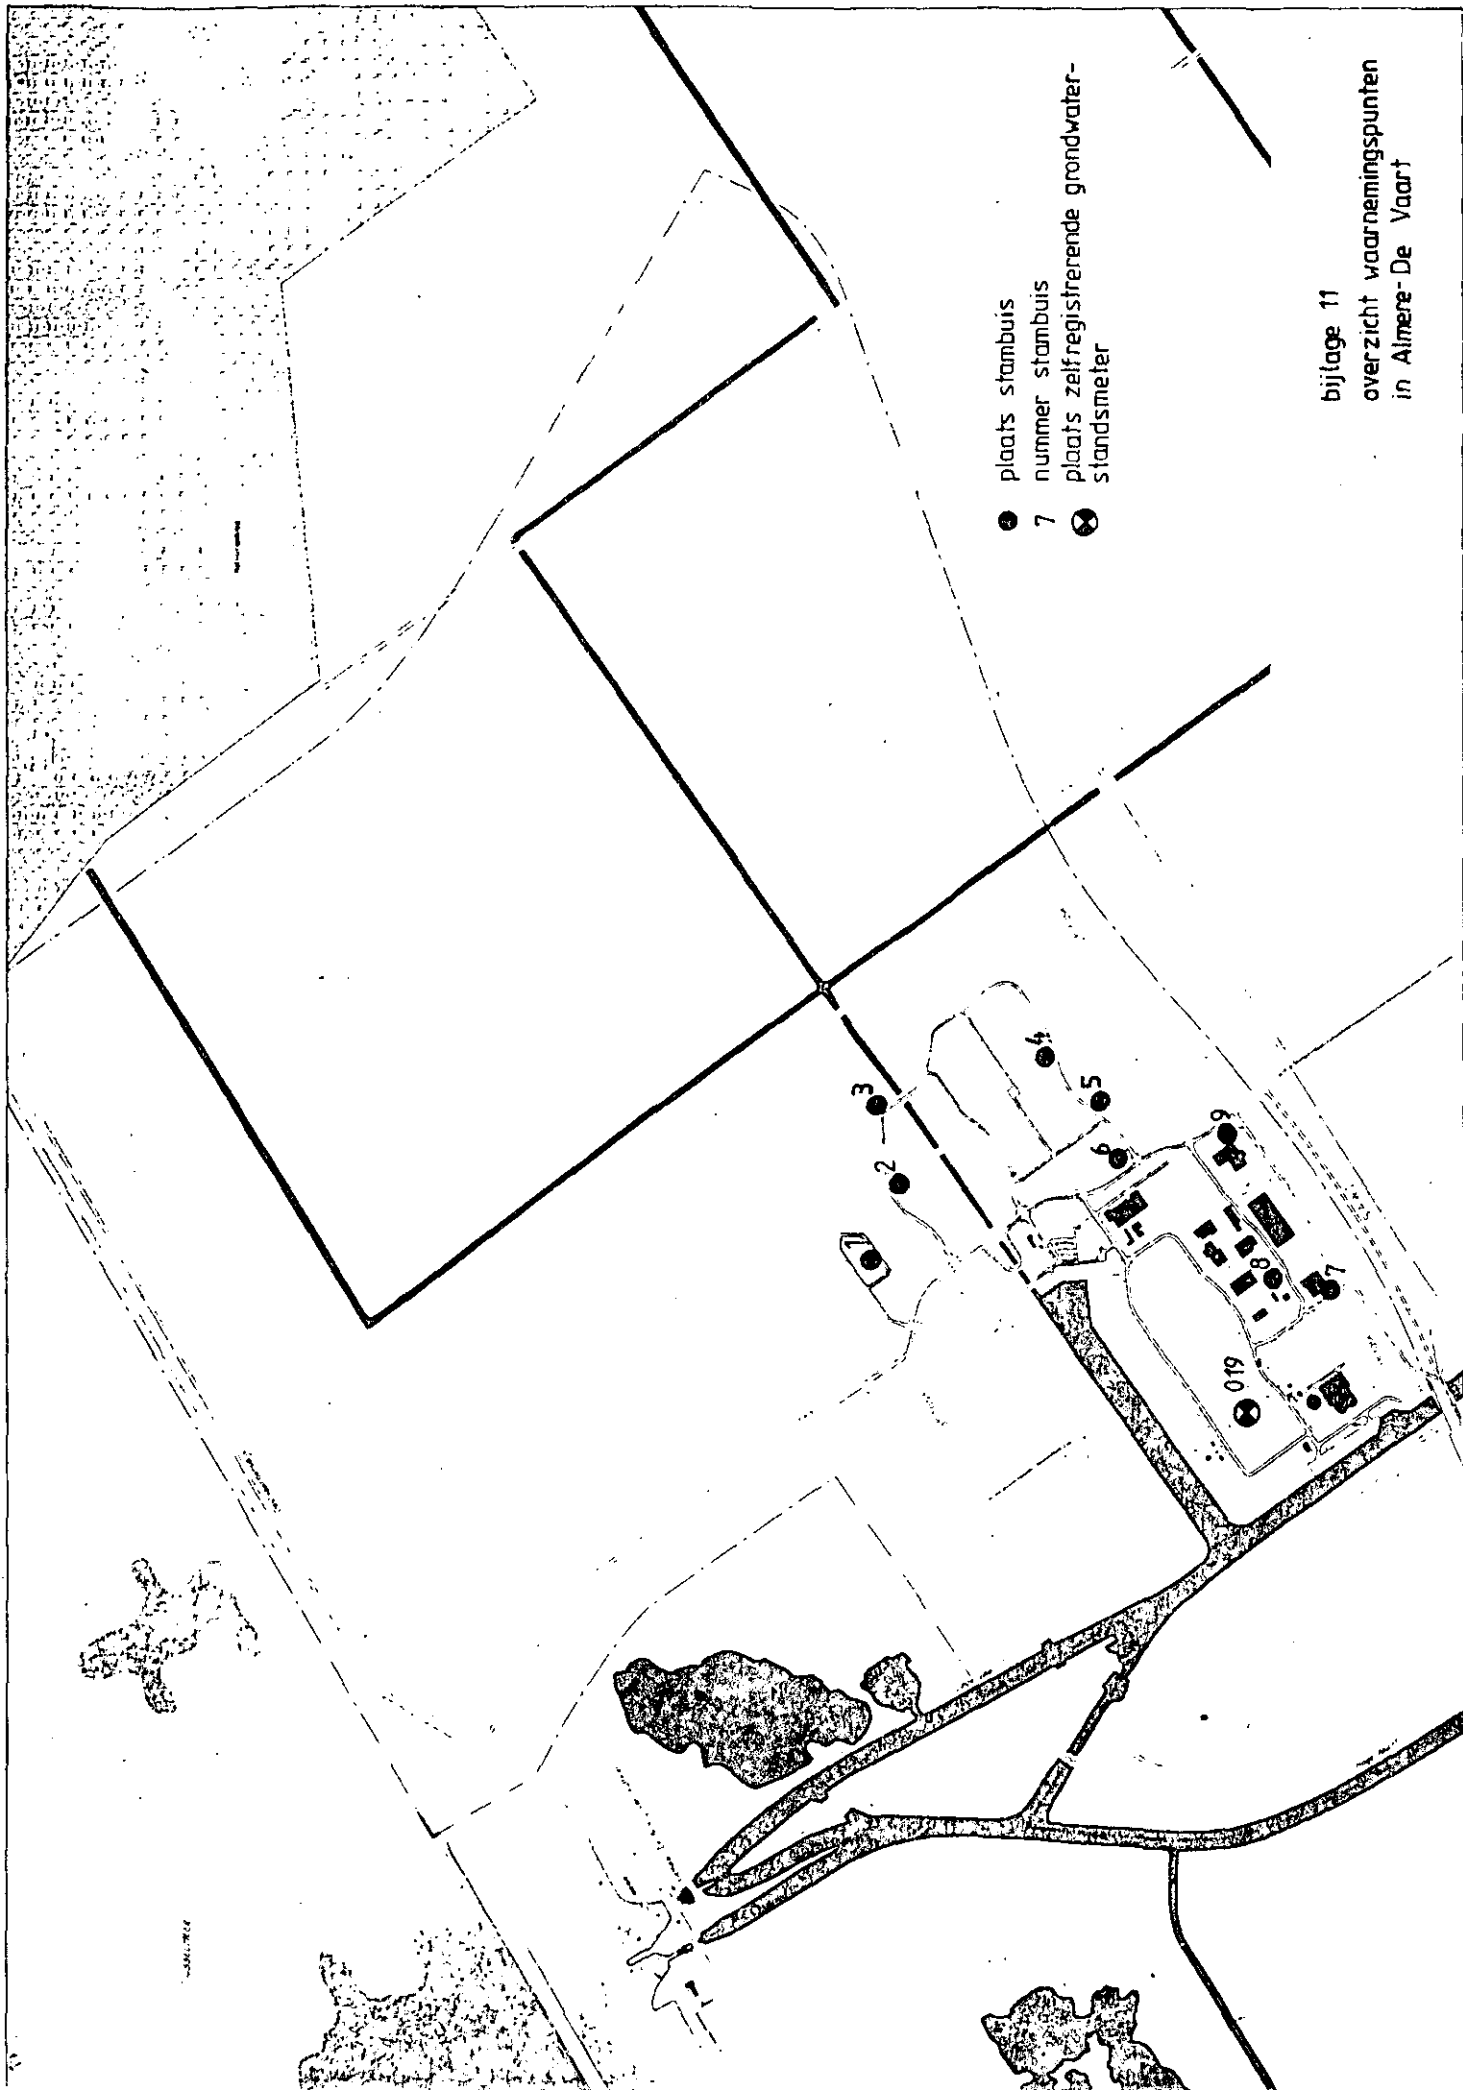 plaats stambuis
7 nummer stambuis
plaats zelfregistrerende grondwater-
standsmeter
bijlage 11
overzicht waarnemingspunten
in Almere-De Vaart
1
2
3
4
5
6
7
8
9
019